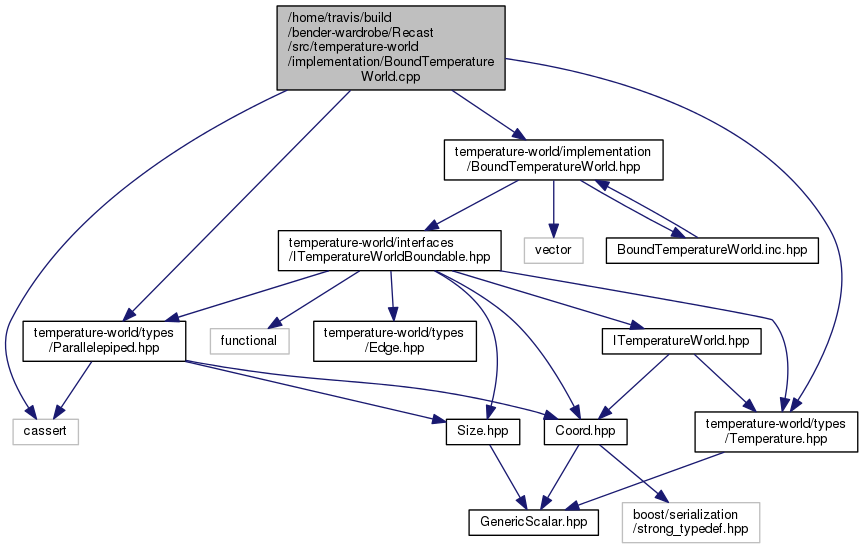 /home/travis/build
/bender-wardrobe/Recast
/src/temperature-world
/implementation/BoundTemperature
World.cpp
temperature-world/implementation
/BoundTemperatureWorld.hpp
temperature-world/interfaces
/ITemperatureWorldBoundable.hpp
vector
BoundTemperatureWorld.inc.hpp
temperature-world/types
/Parallelepiped.hpp
functional
temperature-world/types
/Edge.hpp
ITemperatureWorld.hpp
cassert
Size.hpp
Coord.hpp
temperature-world/types
/Temperature.hpp
GenericScalar.hpp
boost/serialization
/strong_typedef.hpp